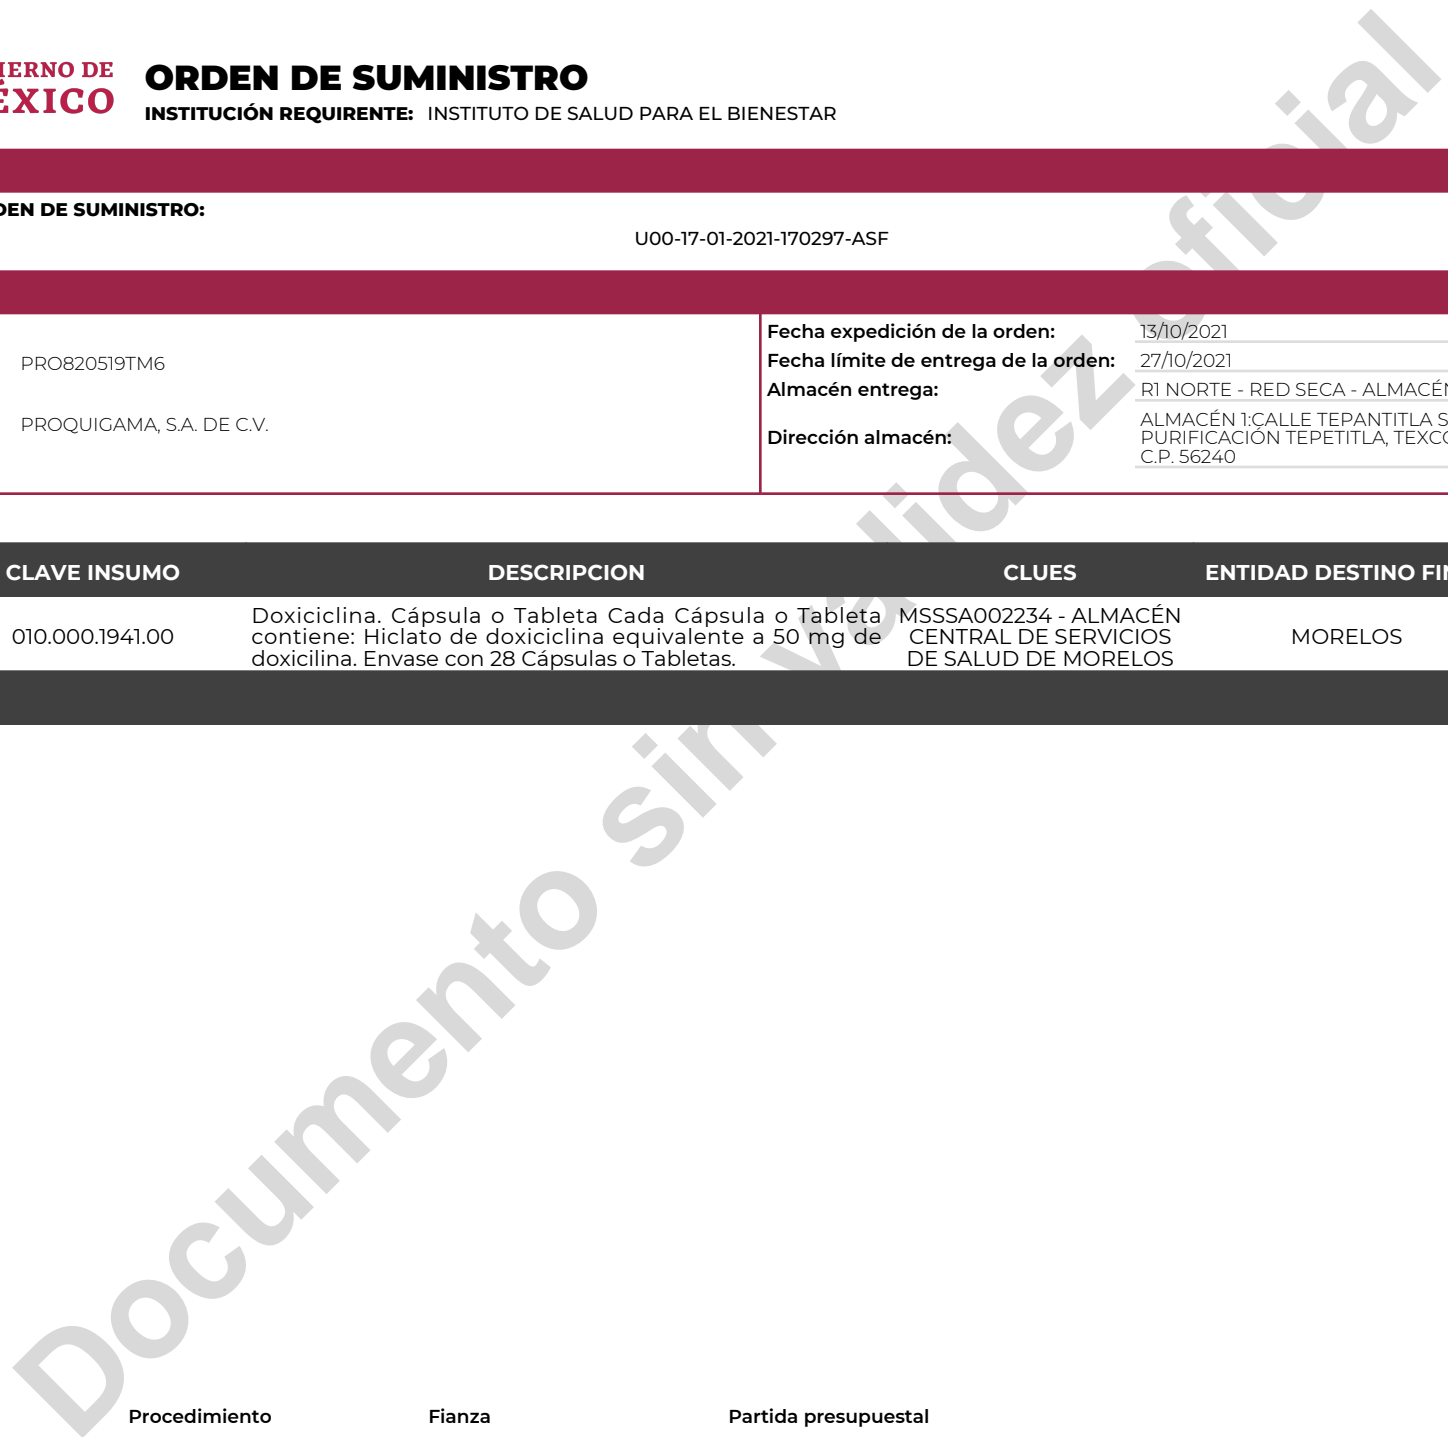 IERNO DE
ÉXICO
ORDEN DE SUMINISTRO
INSTITUCIÓN REQUIRENTE: INSTITUTO DE SALUD PARA EL BIENESTAR
DEN DE SUMINISTRO:
U00-17-01-2021-170297-ASF
PRO820519TM6
PROQUIGAMA, S.A. DE C.V.
Fecha expedición de la orden: 13/10/2021
Fecha límite de entrega de la orden: 27/10/2021
Almacén entrega: R1 NORTE - RED SECA - ALMACÉN
Dirección almacén: ALMACÉN 1:CALLE TEPANTITLA S
PURIFICACIÓN TEPETITLA, TEXCO
C.P. 56240
CLAVE INSUMO DESCRIPCION CLUES ENTIDAD DESTINO FIN
010.000.1941.00
Doxiciclina. Cápsula o Tableta Cada Cápsula o Tableta
contiene: Hiclato de doxiciclina equivalente a 50 mg de
doxicilina. Envase con 28 Cápsulas o Tabletas.
MSSSA002234 - ALMACÉN
CENTRAL DE SERVICIOS
DE SALUD DE MORELOS
MORELOS
Documento sin validez oficial
Procedimiento Fianza Partida presupuestal